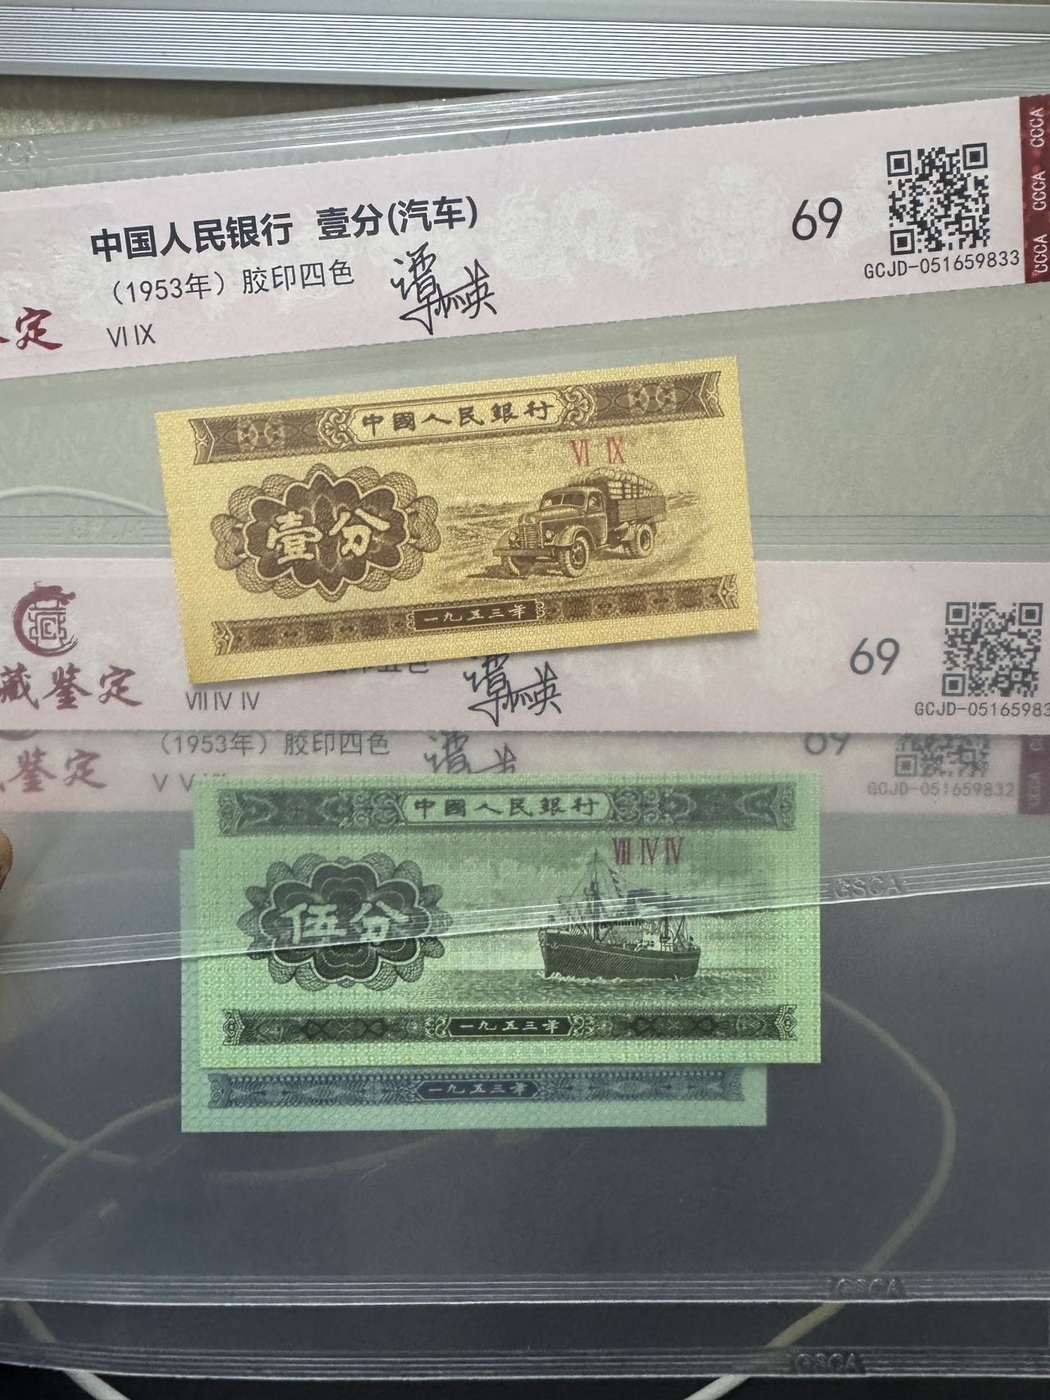 中国人民银行 壹分(汽车)
(1953年) 胶印四色
VI IX
谭 英
69
GCJD-051659833
CCCA CCCA CCCA
定
中國人民銀行
VI IX
壹分
一九五三年
藏鉴定
VII IV IV
谭 英
69
GCJD-05165983
鉴定
(1953年) 胶印四色
V V
69
GCJD-051659832
中國人民銀行
VII IV IV
伍分
GSCA
一九五三年
一九五三年
GSCA
GSCA